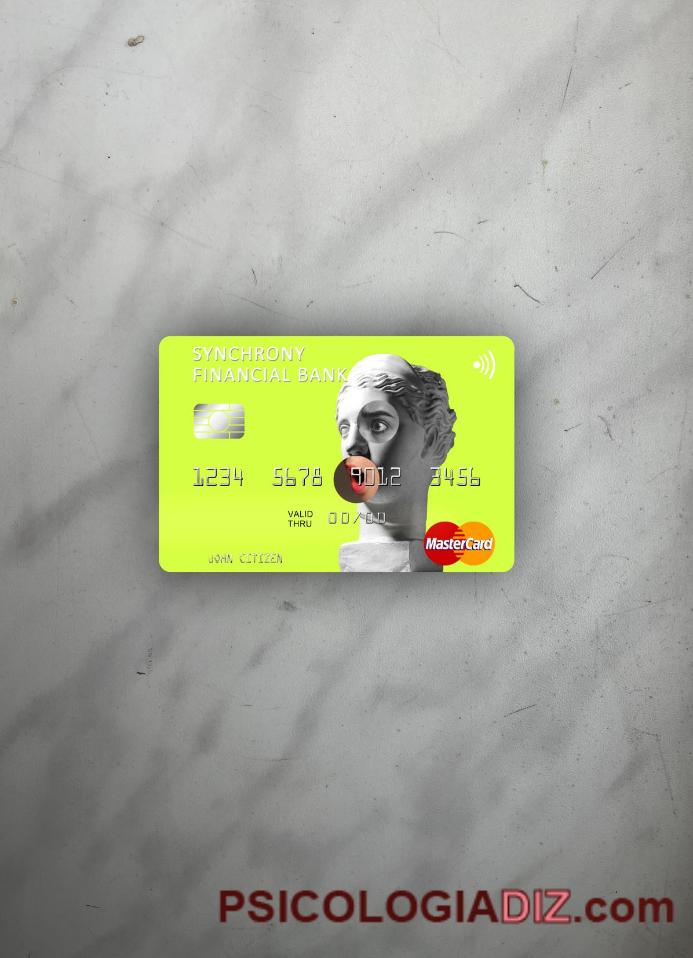 SYNCHRONY
FINANCIAL BANK
1234 5678 9012 3456
VALID
THRU 00/00
JOHN CITIZEN
MasterCard
PSICOLOGIADIZ.com